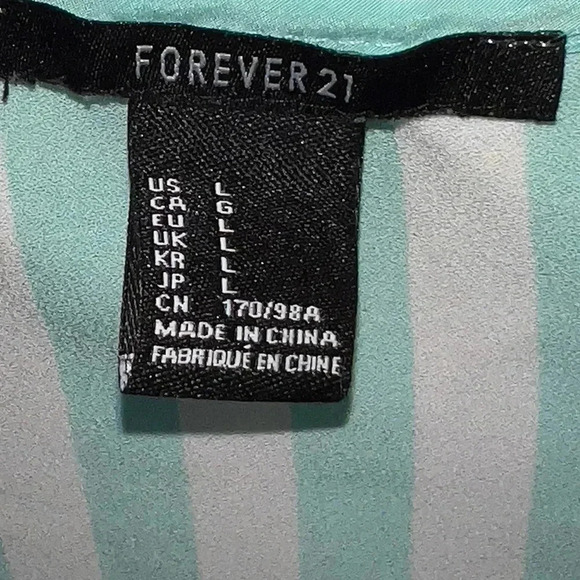 FOREVER 21
US L
CA G
EU L
UK L
KR L
JP L
CN 170/98A
MADE IN CHINA
FABRIQUÉ EN CHINE